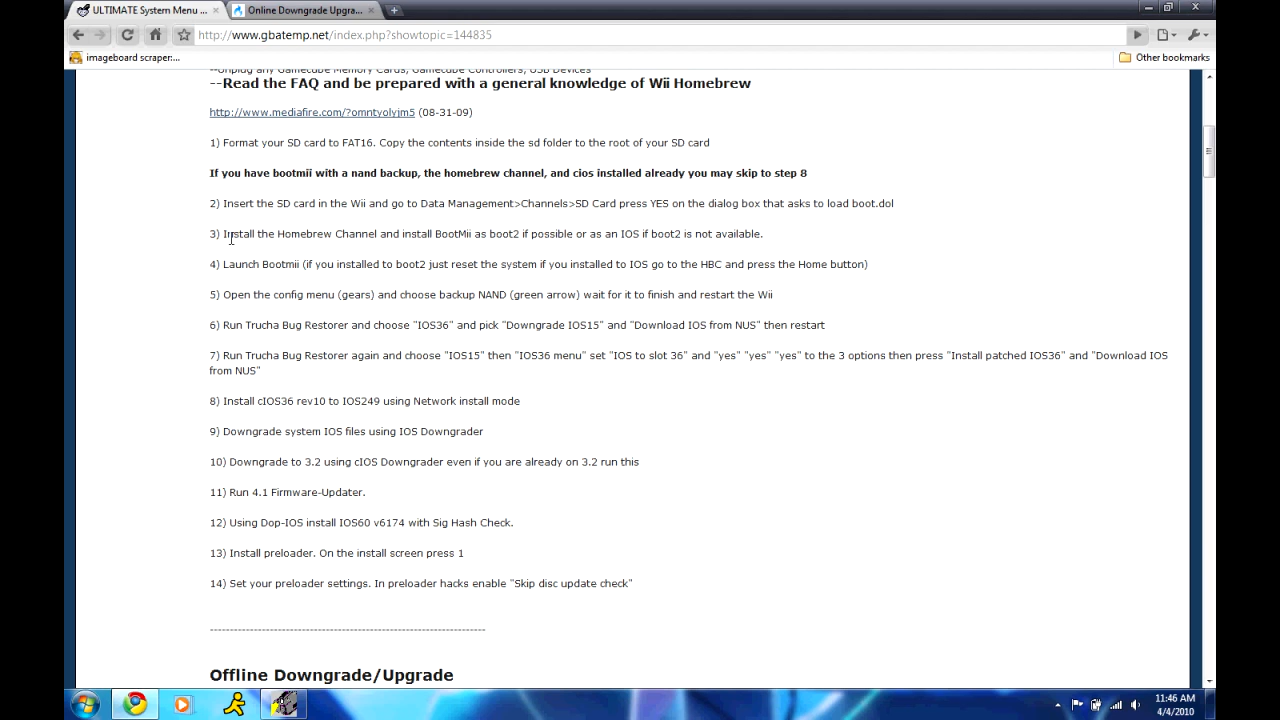 ULTIMATE System Menu ...
Online Downgrade Upgra...
http://www.gbatemp.net/index.php?showtopic=144835
imageboard scraper:...
Other bookmarks
--Unplug any Gamecube Memory Cards, Gamecube Controllers, USB Devices
--Read the FAQ and be prepared with a general knowledge of Wii Homebrew
http://www.mediafire.com/?omntyolyjm5 (08-31-09)
1) Format your SD card to FAT16. Copy the contents inside the sd folder to the root of your SD card
If you have bootmii with a nand backup, the homebrew channel, and cios installed already you may skip to step 8
2) Insert the SD card in the Wii and go to Data Management>Channels>SD Card press YES on the dialog box that asks to load boot.dol
3) Install the Homebrew Channel and install BootMii as boot2 if possible or as an IOS if boot2 is not available.
4) Launch Bootmii (if you installed to boot2 just reset the system if you installed to IOS go to the HBC and press the Home button)
5) Open the config menu (gears) and choose backup NAND (green arrow) wait for it to finish and restart the Wii
6) Run Trucha Bug Restorer and choose "IOS36" and pick "Downgrade IOS15" and "Download IOS from NUS" then restart
7) Run Trucha Bug Restorer again and choose "IOS15" then "IOS36 menu" set "IOS to slot 36" and "yes" "yes" "yes" to the 3 options then press "Install patched IOS36" and "Download IOS
from NUS"
8) Install cIOS36 rev10 to IOS249 using Network install mode
9) Downgrade system IOS files using IOS Downgrader
10) Downgrade to 3.2 using cIOS Downgrader even if you are already on 3.2 run this
11) Run 4.1 Firmware-Updater.
12) Using Dop-IOS install IOS60 v6174 with Sig Hash Check.
13) Install preloader. On the install screen press 1
14) Set your preloader settings. In preloader hacks enable "Skip disc update check"
---------------------------------------------------------------------
Offline Downgrade/Upgrade
11:46 AM
4/4/2010